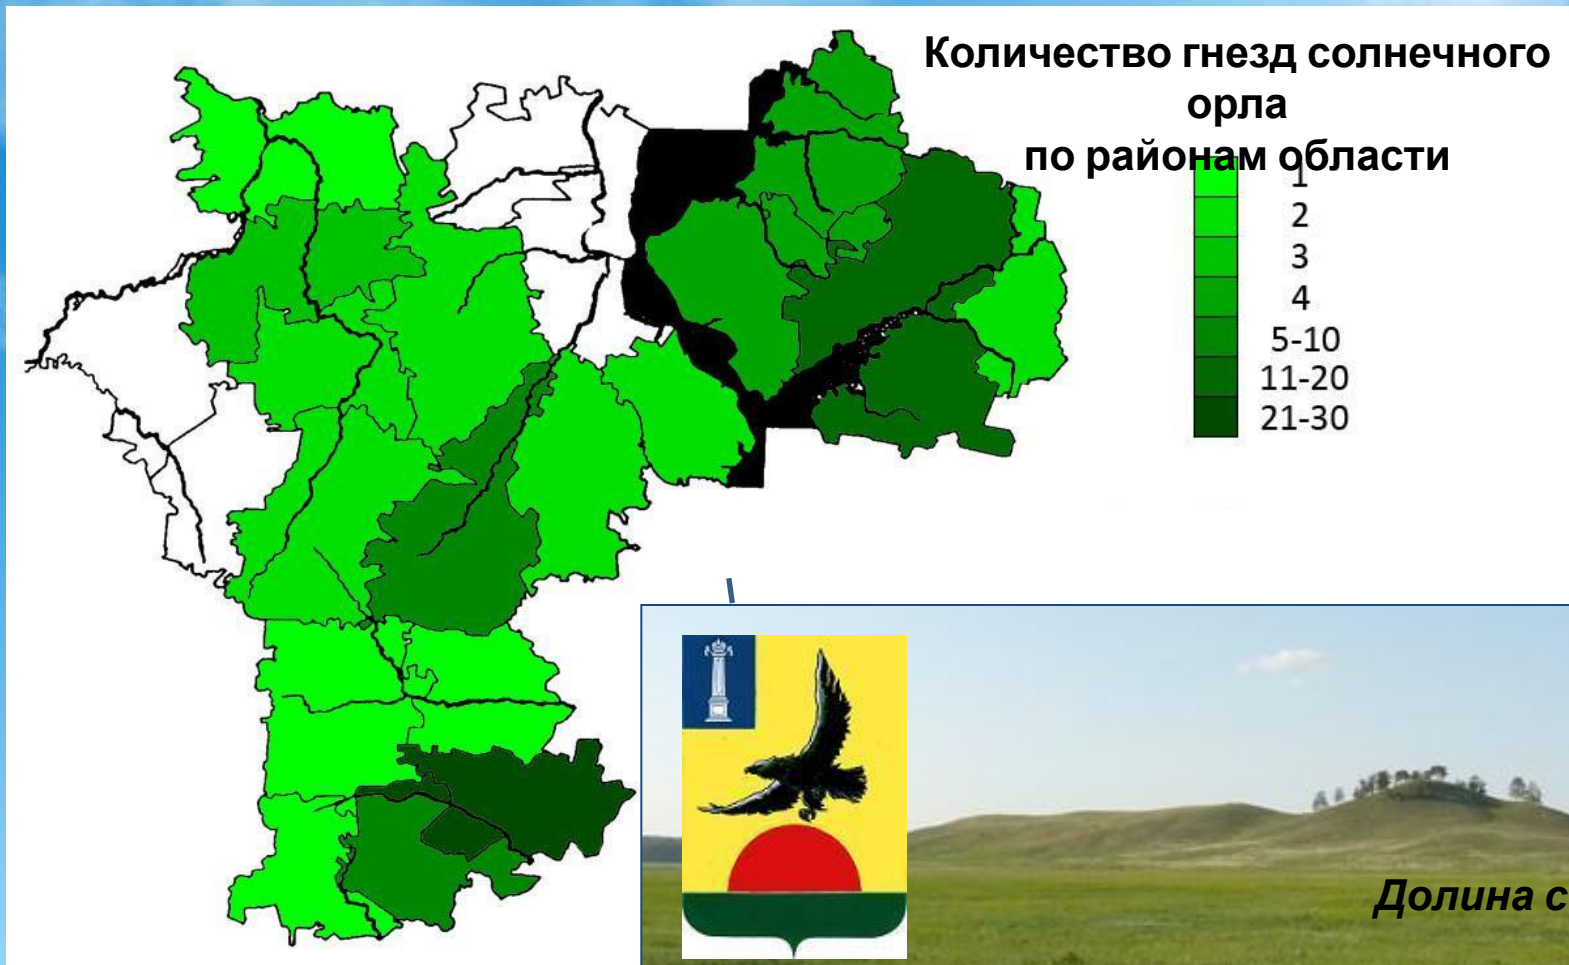 Количество гнезд солнечного
орла
по районам области
1
2
3
4
5-10
11-20
21-30
Долина с